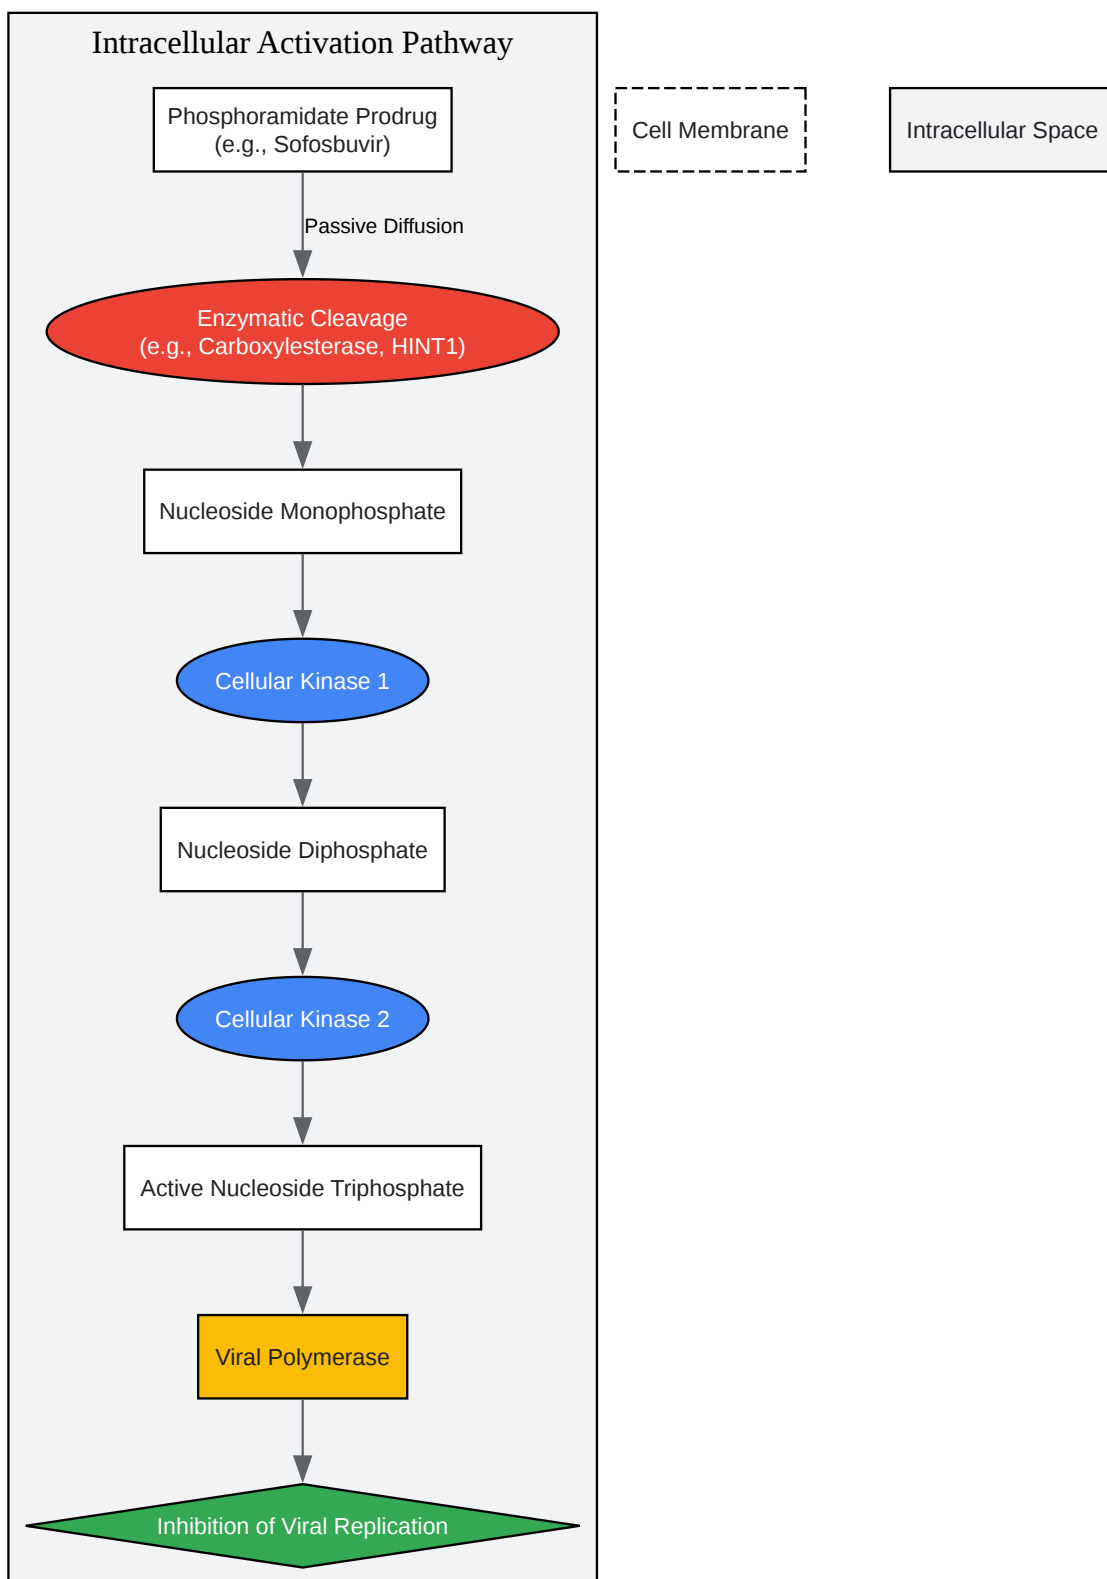 Intracellular Activation Pathway
Phosphoramidate Prodrug
(e.g., Sofosbuvir)
Cell Membrane
Intracellular Space
Passive Diffusion
Enzymatic Cleavage
(e.g., Carboxylesterase, HINT1)
Nucleoside Monophosphate
Cellular Kinase 1
Nucleoside Diphosphate
Cellular Kinase 2
Active Nucleoside Triphosphate
Viral Polymerase
Inhibition of Viral Replication